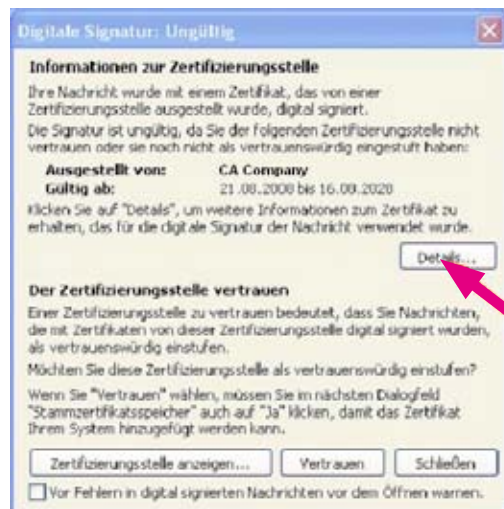 Digitale Signatur: Ungültig
Informationen zur Zertifizierungsstelle
Ihre Nachricht wurde mit einem Zertifikat, das von einer
Zertifizierungsstelle ausgestellt wurde, digital signiert.
Die Signatur ist ungültig, da Sie der folgenden Zertifizierungsstelle nicht
vertrauen oder sie noch nicht als vertrauenswürdig eingestuft haben:
Ausgestellt von: CA Company
Gültig ab: 21.08.2008 bis 16.08.2028
Klicken Sie auf "Details", um weitere Informationen zum Zertifikat zu
erhalten, das für die digitale Signatur der Nachricht verwendet wurde.
Details...
Der Zertifizierungsstelle vertrauen
Einer Zertifizierungsstelle zu vertrauen bedeutet, dass Sie Nachrichten,
die mit Zertifikaten von dieser Zertifizierungsstelle digital signiert wurden,
als vertrauenswürdig einstufen.
Möchten Sie diese Zertifizierungsstelle als vertrauenswürdig einstufen?
Wenn Sie "Vertrauen" wählen, müssen Sie im nächsten Dialogfeld
"Stammzertifikatsspeicher" auch auf "Ja" klicken, damit das Zertifikat
Ihrem System hinzugefügt werden kann.
Zertifizierungsstelle anzeigen... Vertrauen Schließen
Vor Fehlern in digital signierten Nachrichten vor dem Öffnen warnen.